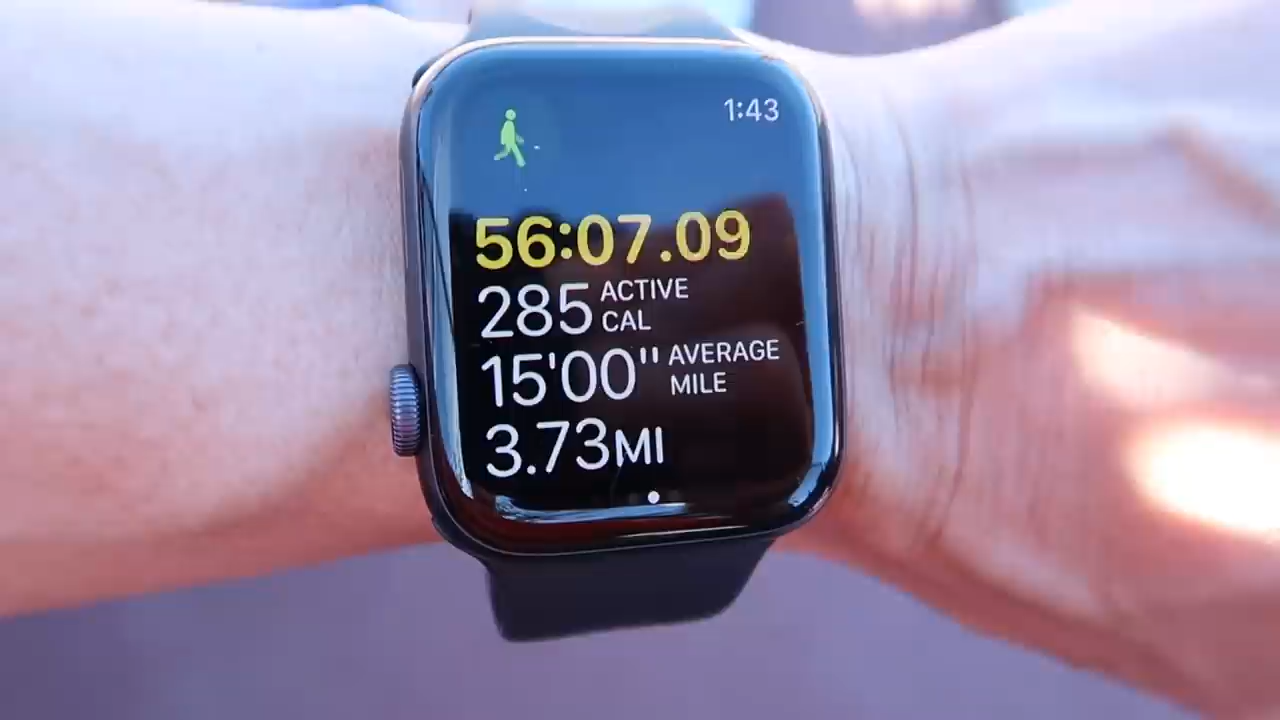 1:43
56:07.09
285 ACTIVE
CAL
15'00" AVERAGE
MILE
3.73MI